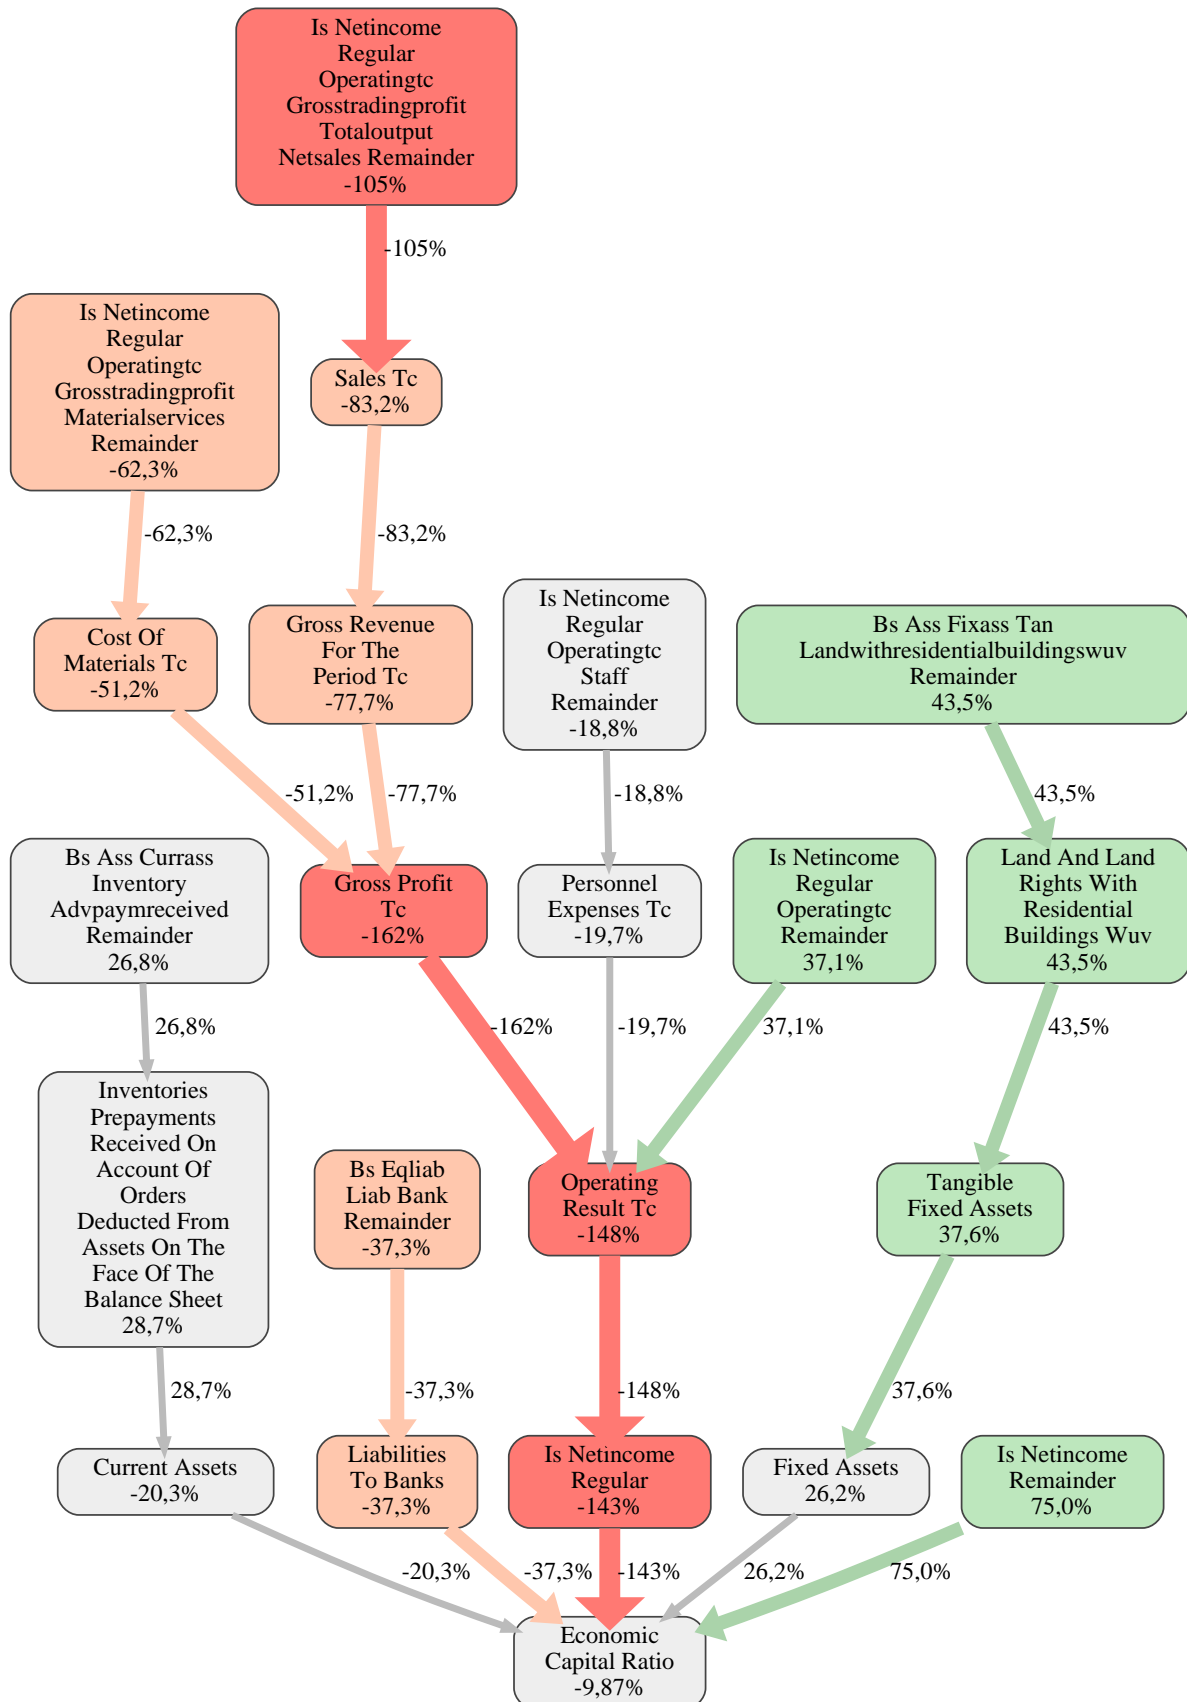 Is Netincome
Regular
Operatingtc
Grosstradingprofit
Totaloutput
Netsales Remainder
-105%
-105%
Is Netincome
Regular
Operatingtc
Grosstradingprofit
Materialservices
Remainder
-62,3%
Sales Tc
-83,2%
-62,3%
-83,2%
Cost Of
Materials Tc
-51,2%
Gross Revenue
For The
Period Tc
-77,7%
Is Netincome
Regular
Operatingtc
Staff
Remainder
-18,8%
Bs Ass Fixass Tan
Landwithresidentialbuildingswuv
Remainder
43,5%
-51,2%
-77,7%
-18,8%
43,5%
Bs Ass Currass
Inventory
Advpaymreceived
Remainder
26,8%
Gross Profit
Tc
-162%
Personnel
Expenses Tc
-19,7%
Is Netincome
Regular
Operatingtc
Remainder
37,1%
Land And Land
Rights With
Residential
Buildings Wuv
43,5%
26,8%
-162%
-19,7%
37,1%
43,5%
Inventories
Prepayments
Received On
Account Of
Orders
Deducted From
Assets On The
Face Of The
Balance Sheet
28,7%
Bs Eqliab
Liab Bank
Remainder
-37,3%
Operating
Result Tc
-148%
Tangible
Fixed Assets
37,6%
28,7%
-37,3%
-148%
37,6%
Current Assets
-20,3%
Liabilities
To Banks
-37,3%
Is Netincome
Regular
-143%
Fixed Assets
26,2%
Is Netincome
Remainder
75,0%
-20,3%
-37,3%
-143%
26,2%
75,0%
Economic
Capital Ratio
-9,87%